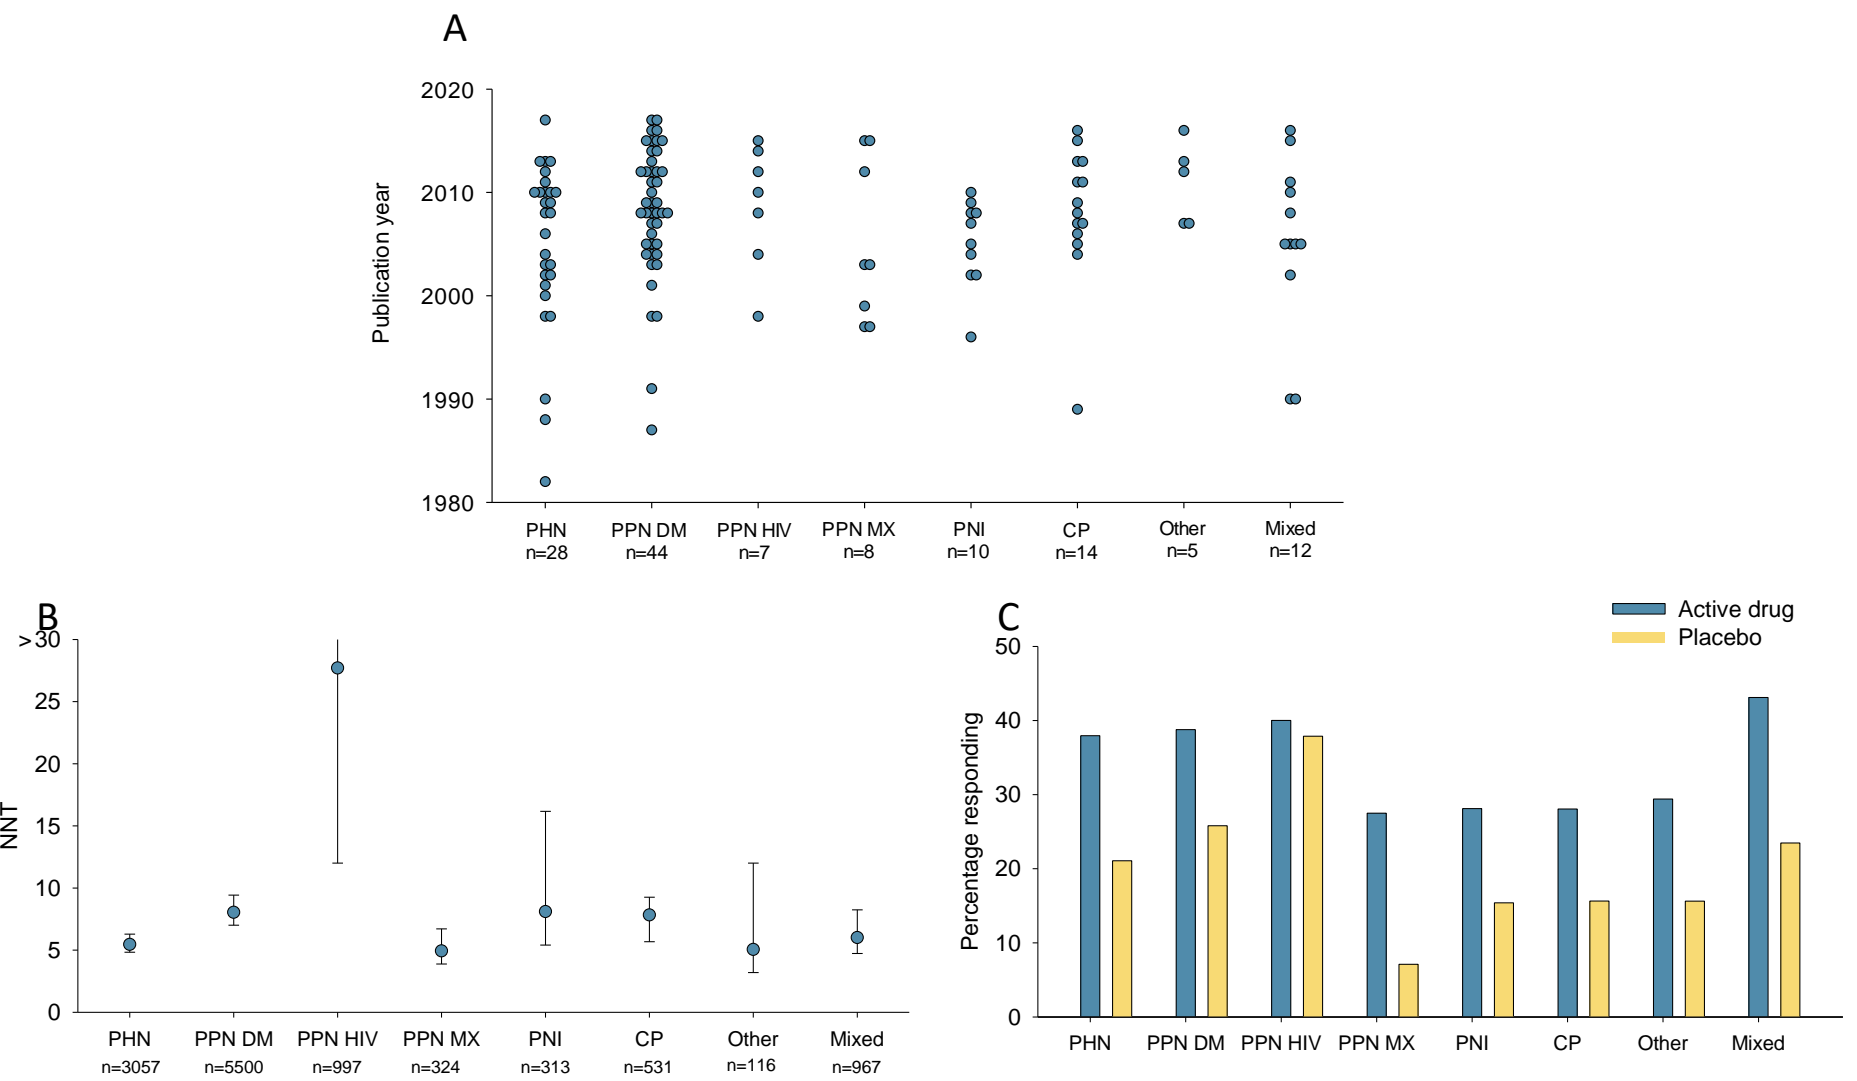 A
2020
2010
2000
1990
1980
Publication year
PHN PPN DM PPN HIV PPN MX PNI CP Other Mixed
n=28 n=44 n=7 n=8 n=10 n=14 n=5 n=12
B
>30
25
20
15
10
5
0
NNT
PHN PPN DM PPN HIV PPN MX PNI CP Other Mixed
n=3057 n=5500 n=997 n=324 n=313 n=531 n=116 n=967
C
Active drug
Placebo
50
40
30
20
10
0
Percentage responding
PHN PPN DM PPN HIV PPN MX PNI CP Other Mixed